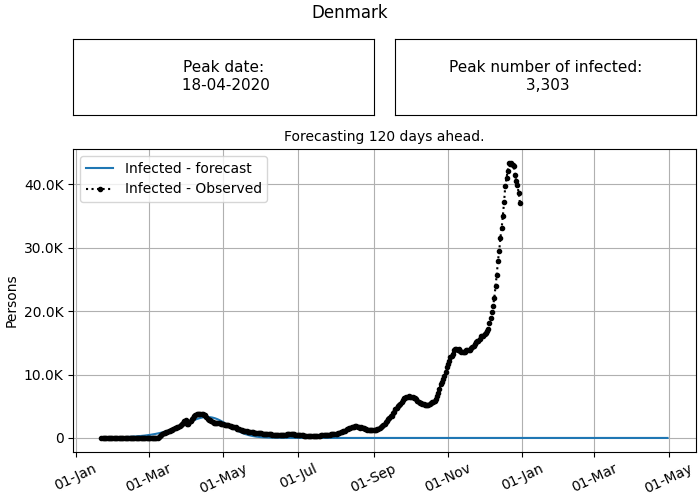 Denmark
Peak date:
18-04-2020
Peak number of infected:
3,303
Forecasting 120 days ahead.
Infected - forecast
Infected - Observed
Persons
40.0K
30.0K
20.0K
10.0K
0
01-Jan
01-Mar
01-May
01-Jul
01-Sep
01-Nov
01-Jan
01-Mar
01-May